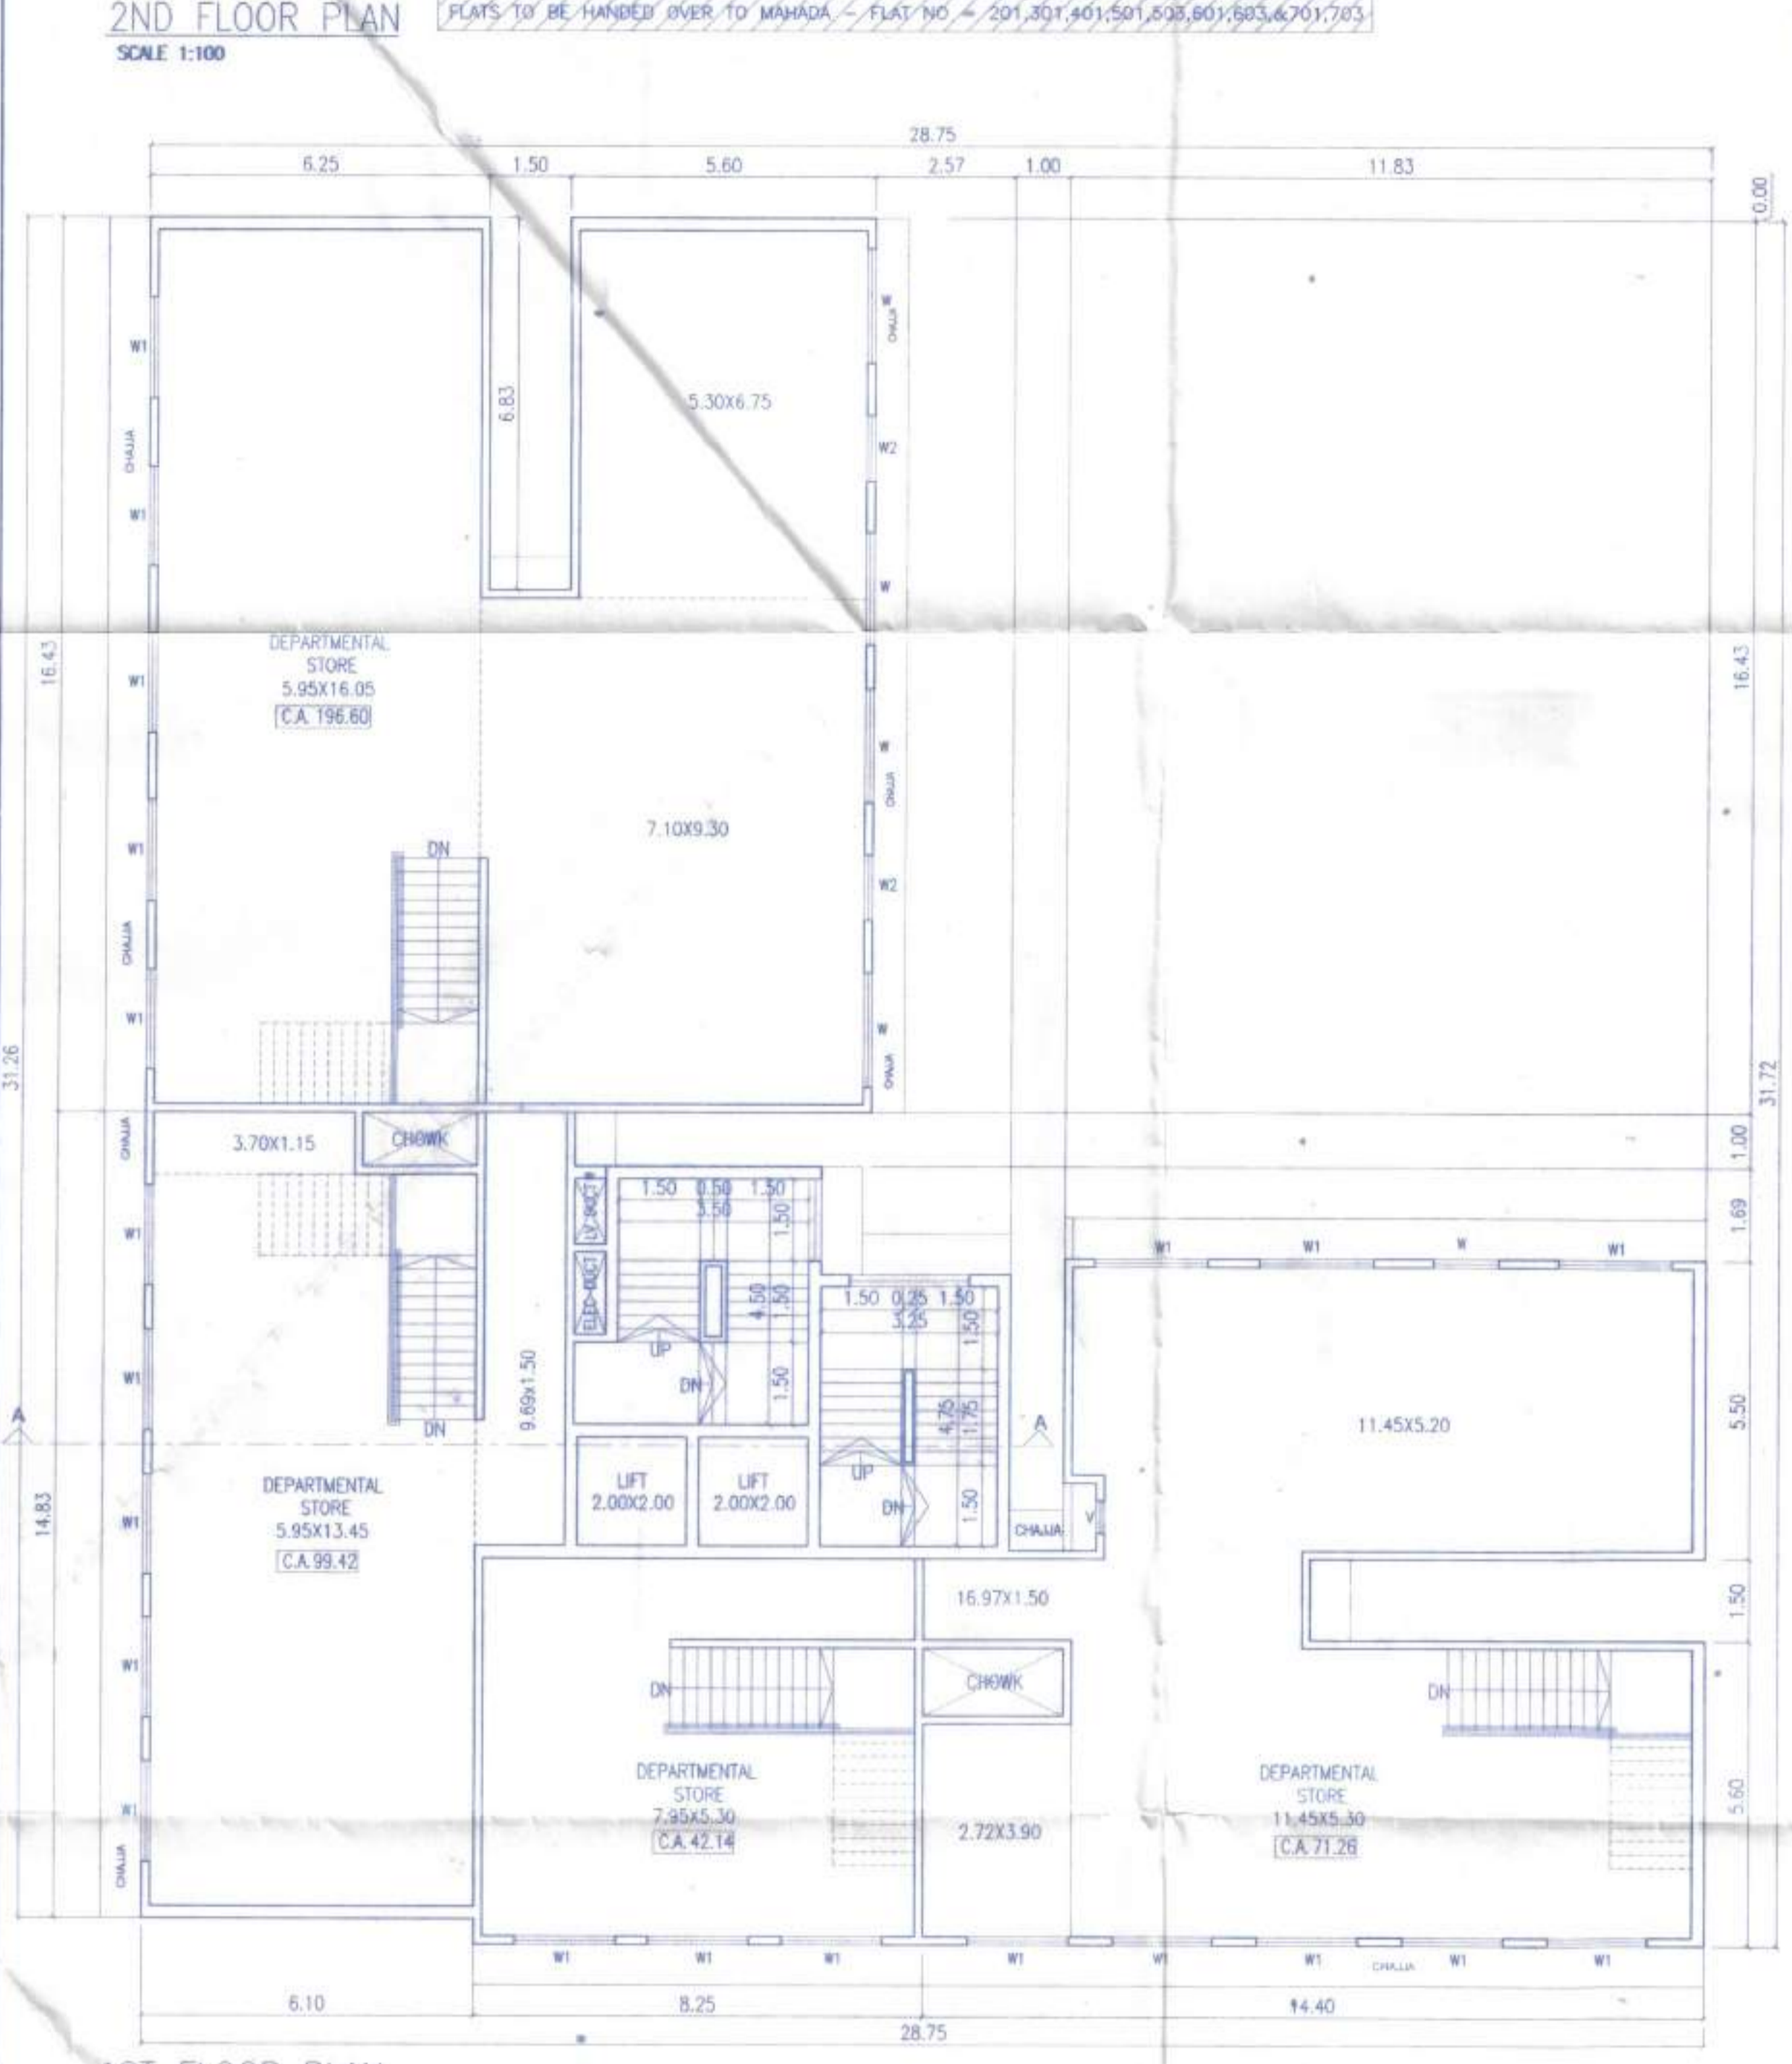 2ND FLOOR PLAN
FLATS TO BE HANDED OVER TO MAHADA - FLAT NO - 201,301,401,501,503,601,603,&701,703
SCALE 1:100
28.75
6.25 1.50 5.60 2.57 1.00 11.83
0.00
W1
W
CHAJJA
6.83
5.30X6.75
CHAJJA
W2
W1
W
16.43
DEPARTMENTAL
STORE
5.95X16.05
C.A. 196.60
W1
16.43
W
CHAJJA
7.10X9.30
W1
DN
W2
CHAJJA
W1
W
CHAJJA
31.26
31.72
CHAJJA
3.70X1.15
CHOWK
1.00
LV DUCT
1.50 0.50 1.50
3.50
1.50
1.69
W1
W1 W1 W W1
ELEC-DUCT
4.50
1.50
1.50 0.25 1.50
3.25
1.50
UP
DN
1.50
9.69x1.50
W1
4.75
1.75
A
A
11.45X5.20
5.50
DN
UP
DN
1.50
LIFT
2.00X2.00
LIFT
2.00X2.00
DEPARTMENTAL
STORE
5.95X13.45
C.A. 99.42
14.83
W1
CHAJJA
V
16.97X1.50
1.50
W1
DN
CHOWK
DN
DEPARTMENTAL
STORE
7.95X5.30
C.A. 42.14
2.72X3.90
DEPARTMENTAL
STORE
11.45X5.30
C.A. 71.26
5.60
W1
CHAJJA
W1 W1 W1 W1 W1 W1 CHAJJA W1 W1
6.10 8.25 14.40
28.75
1ST FLOOR PLAN